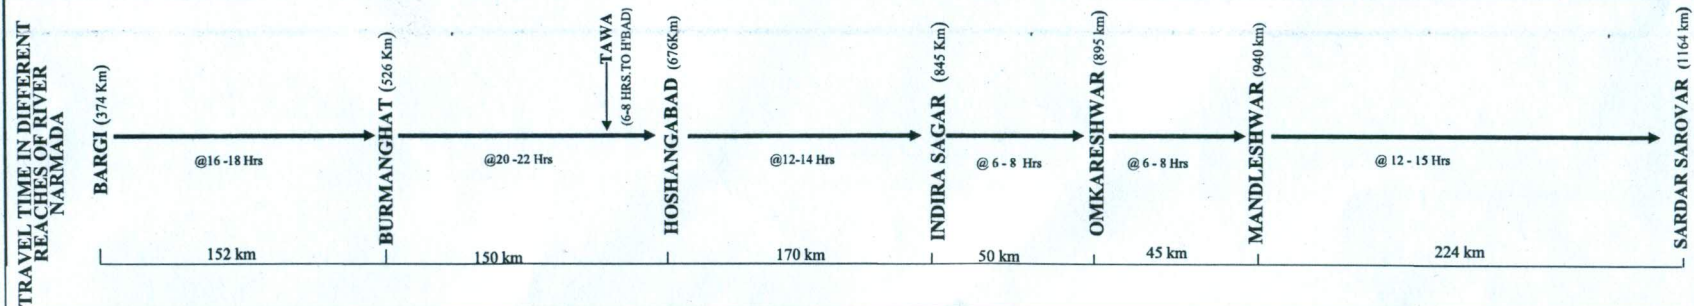 TRAVEL TIME IN DIFFERENT
REACHES OF RIVER
NARMADA
BARGI (374 Km)
@16 -18 Hrs
152 km
BURMANGHAT (526 Km)
@20 -22 Hrs
150 km
TAWA
(6-8 HRS.TO H'BAD)
HOSHANGABAD (676Km)
@12-14 Hrs
170 km
INDIRA SAGAR (845 Km)
@ 6 - 8 Hrs
50 km
OMKARESHWAR (895 km)
@ 6 - 8 Hrs
45 km
MANDLESHWAR (940 km)
@ 12 - 15 Hrs
224 km
SARDAR SAROVAR (1164 km)